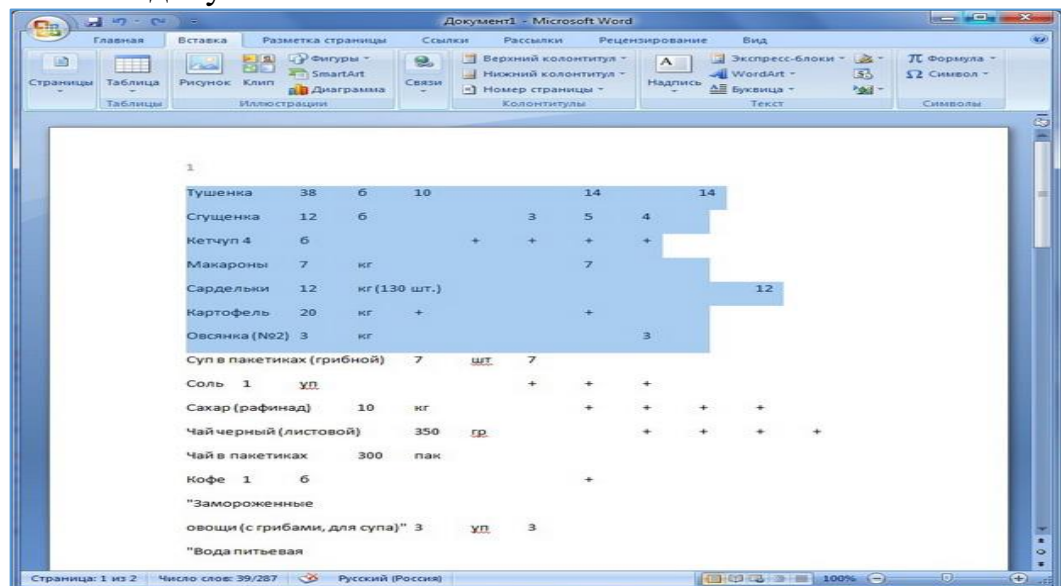 Документ1 - Microsoft Word
Главная Вставка Разметка страницы Ссылки Рассылки Рецензирование Вид
Страницы Таблица Рисунок Клип Фигуры SmartArt Диаграмма Связи Верхний колонтитул Нижний колонтитул Номер страницы Надпись Экспресс-блоки WordArt Буквица Формула Символ
Таблицы Иллюстрации Колонтитулы Текст Символы
1
Тушенка 38 б 10 14 14
Сгущенка 12 б 3 5 4
Кетчуп 4 б + + + +
Макароны 7 кг 7
Сардельки 12 кг (130 шт.) 12
Картофель 20 кг + +
Овсянка (№2) 3 кг 3
Суп в пакетиках (грибной) 7 шт 7
Соль 1 уп + + +
Сахар (рафинад) 10 кг + + + +
Чай черный (листовой) 350 гр + + + +
Чай в пакетиках 300 пак
Кофе 1 б +
"Замороженные
овощи (с грибами, для супа)" 3 уп 3
"Вода питьевая
Страница: 1 из 2 Число слов: 39/287 Русский (Россия) 100%